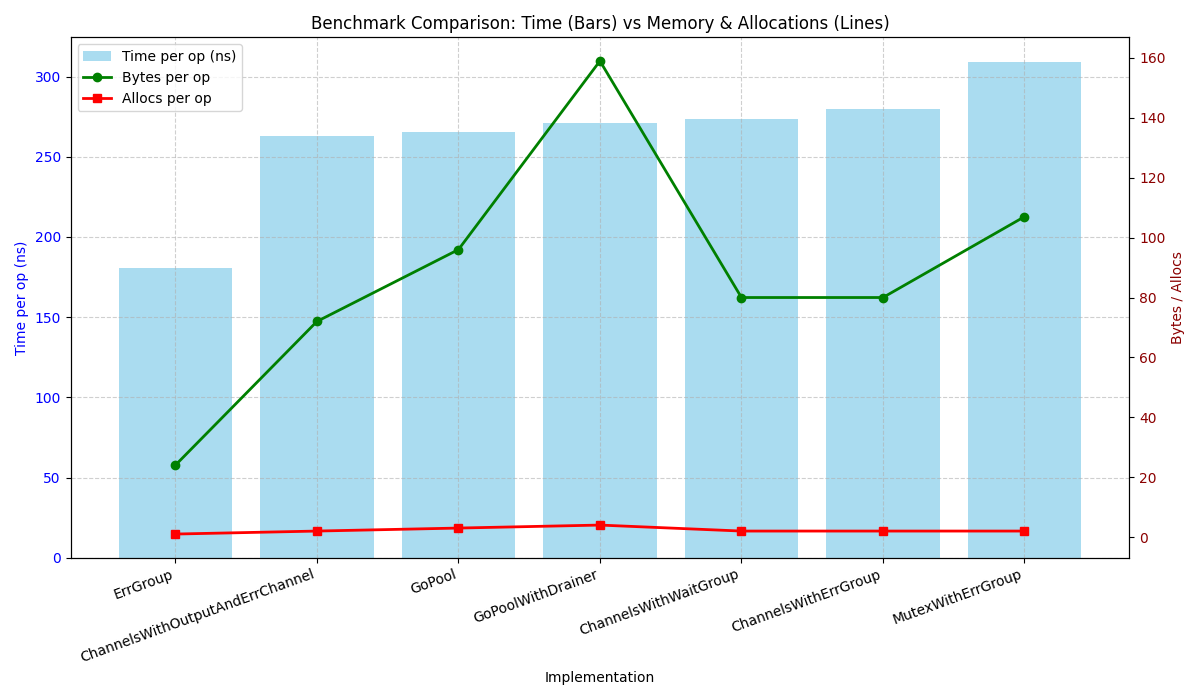 Benchmark Comparison: Time (Bars) vs Memory & Allocations (Lines)
Time per op (ns)
Bytes per op
Allocs per op
Time per op (ns)
300
250
200
150
100
50
0
160
140
120
100
80
60
40
20
0
Bytes / Allocs
ErrGroup
ChannelsWithOutputAndErrChannel
GoPool
GoPoolWithDrainer
ChannelsWithWaitGroup
ChannelsWithErrGroup
MutexWithErrGroup
Implementation